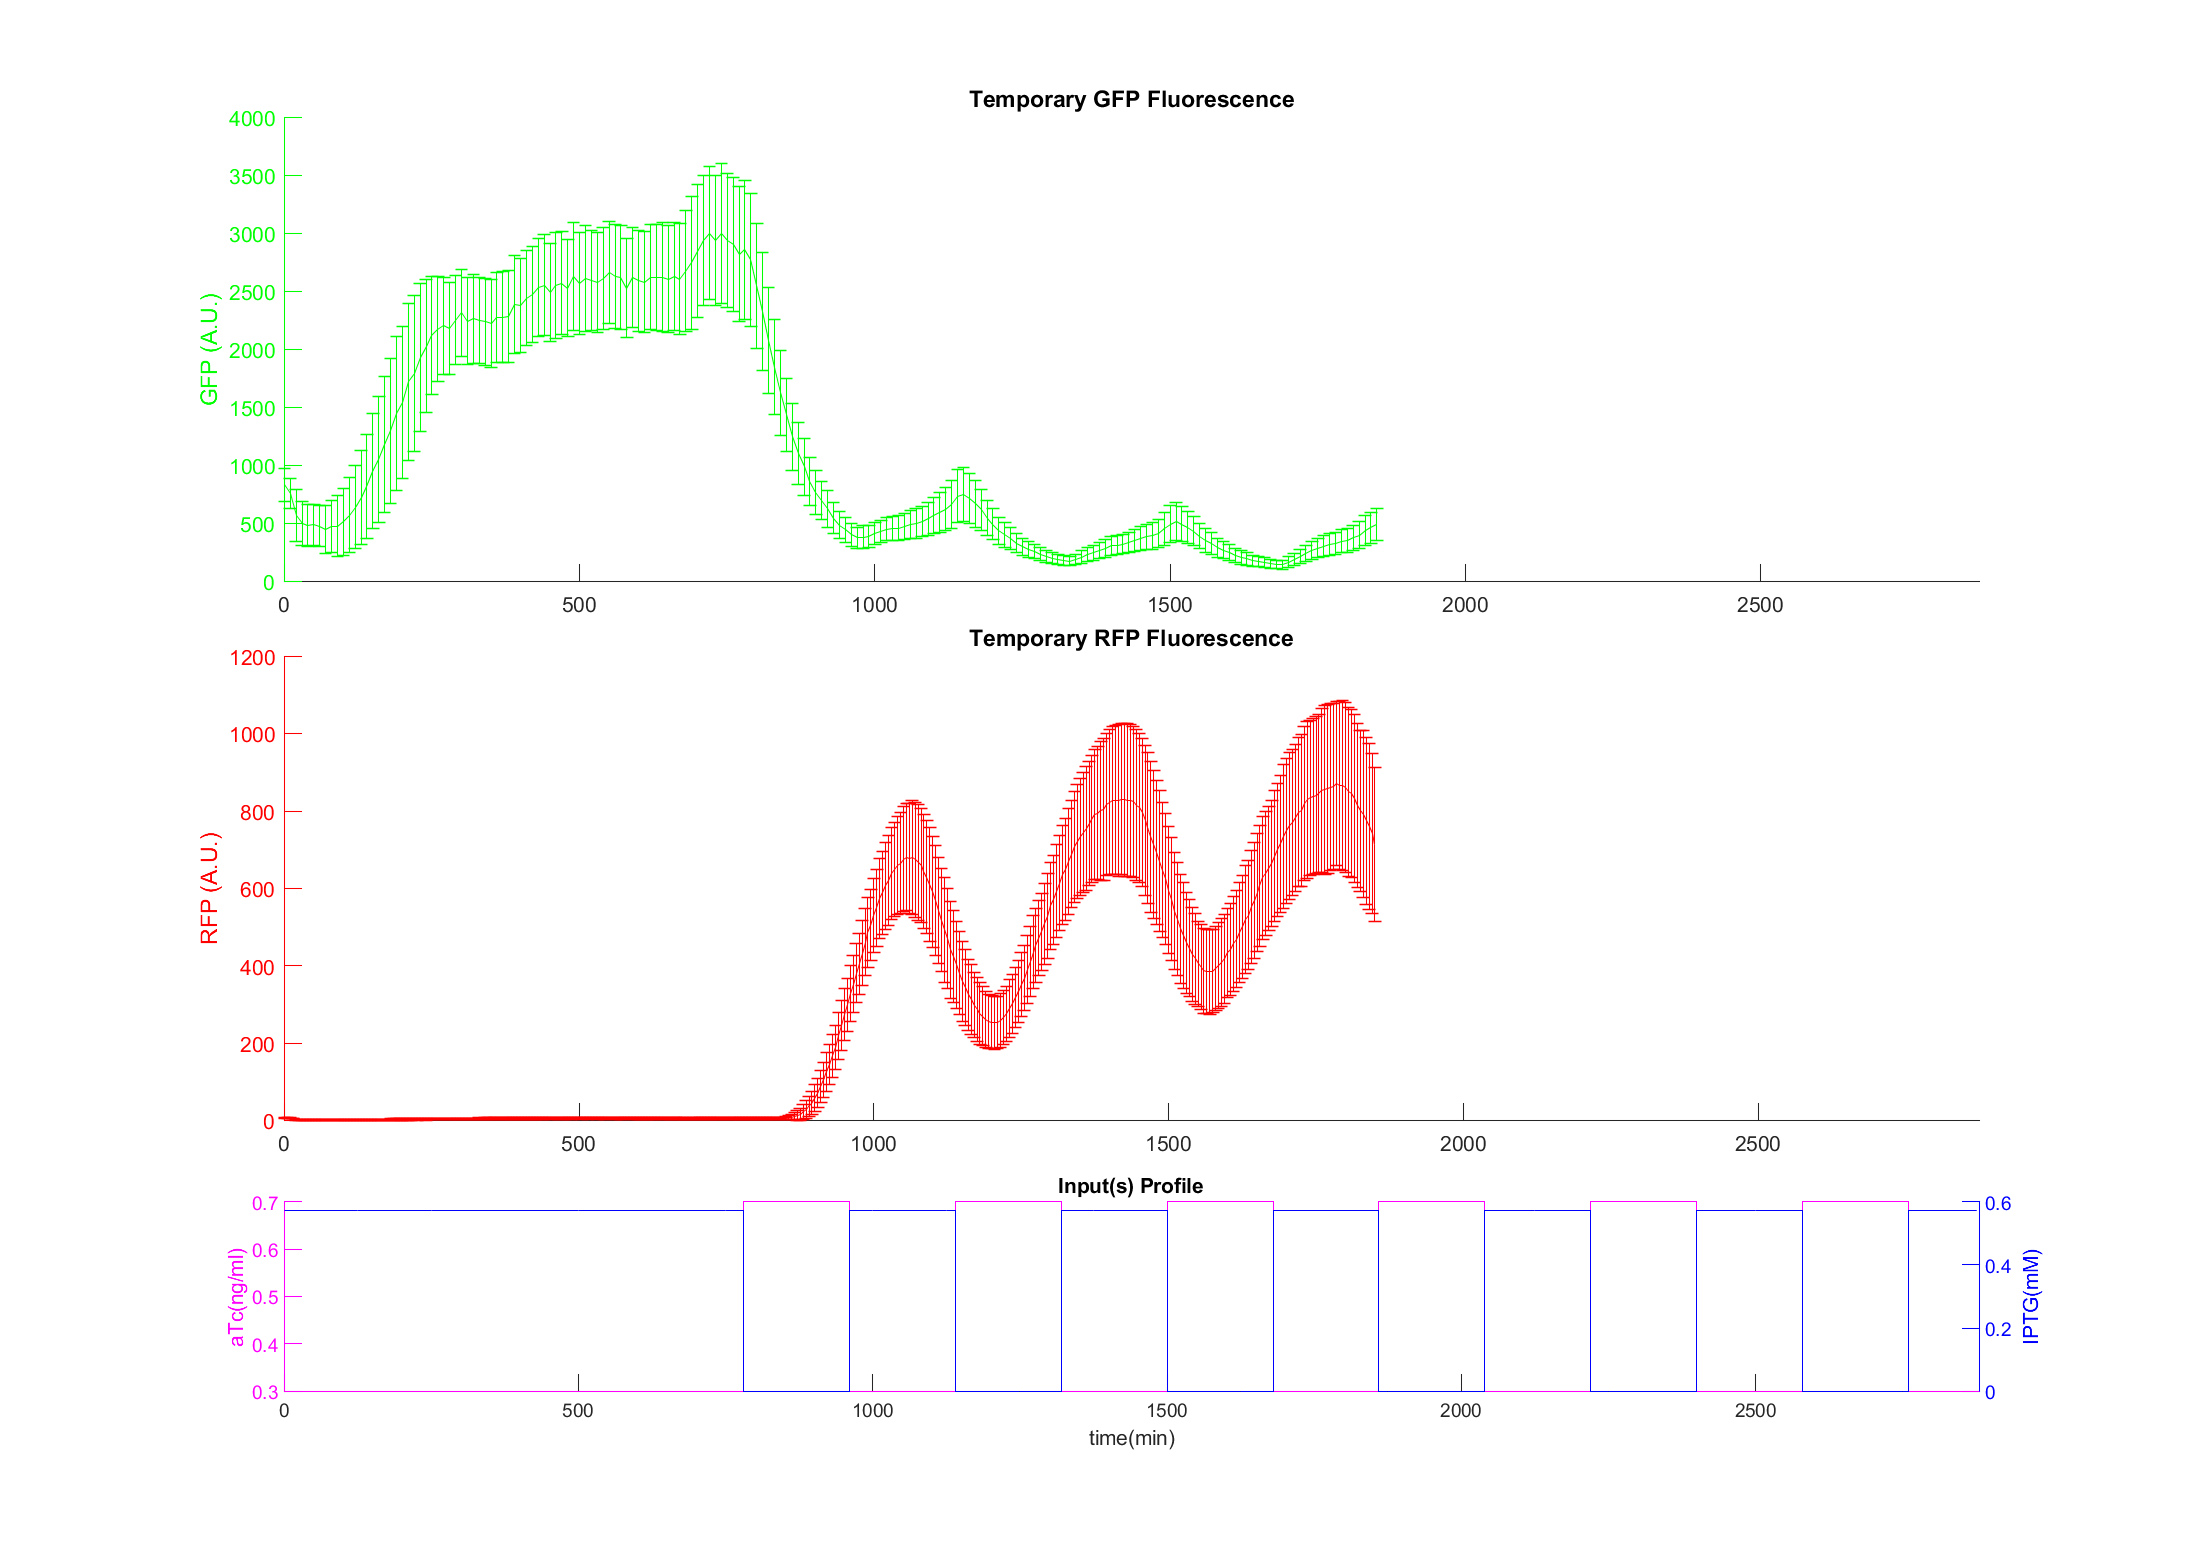 Temporary GFP Fluorescence
4000
3500
3000
2500
2000
1500
1000
500
0
GFP (A.U.)
0 500 1000 1500 2000 2500
Temporary RFP Fluorescence
1200
1000
800
600
400
200
0
RFP (A.U.)
0 500 1000 1500 2000 2500
Input(s) Profile
0.7
0.6
0.5
0.4
0.3
aTc(ng/ml)
0.6
0.4
0.2
0
IPTG(mM)
0 500 1000 1500 2000 2500
time(min)